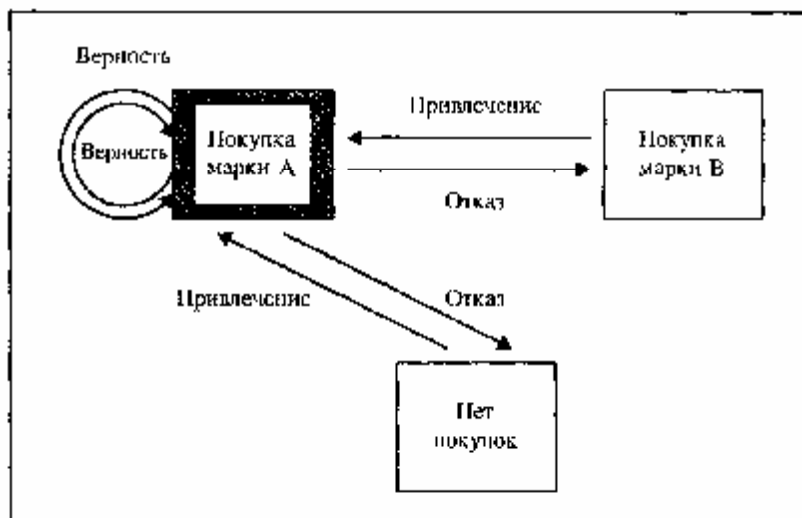 Верность
Верность
Покупка
марки А
Привлечение
Отказ
Покупка
марки В
Привлечение
Отказ
Нет
покупок